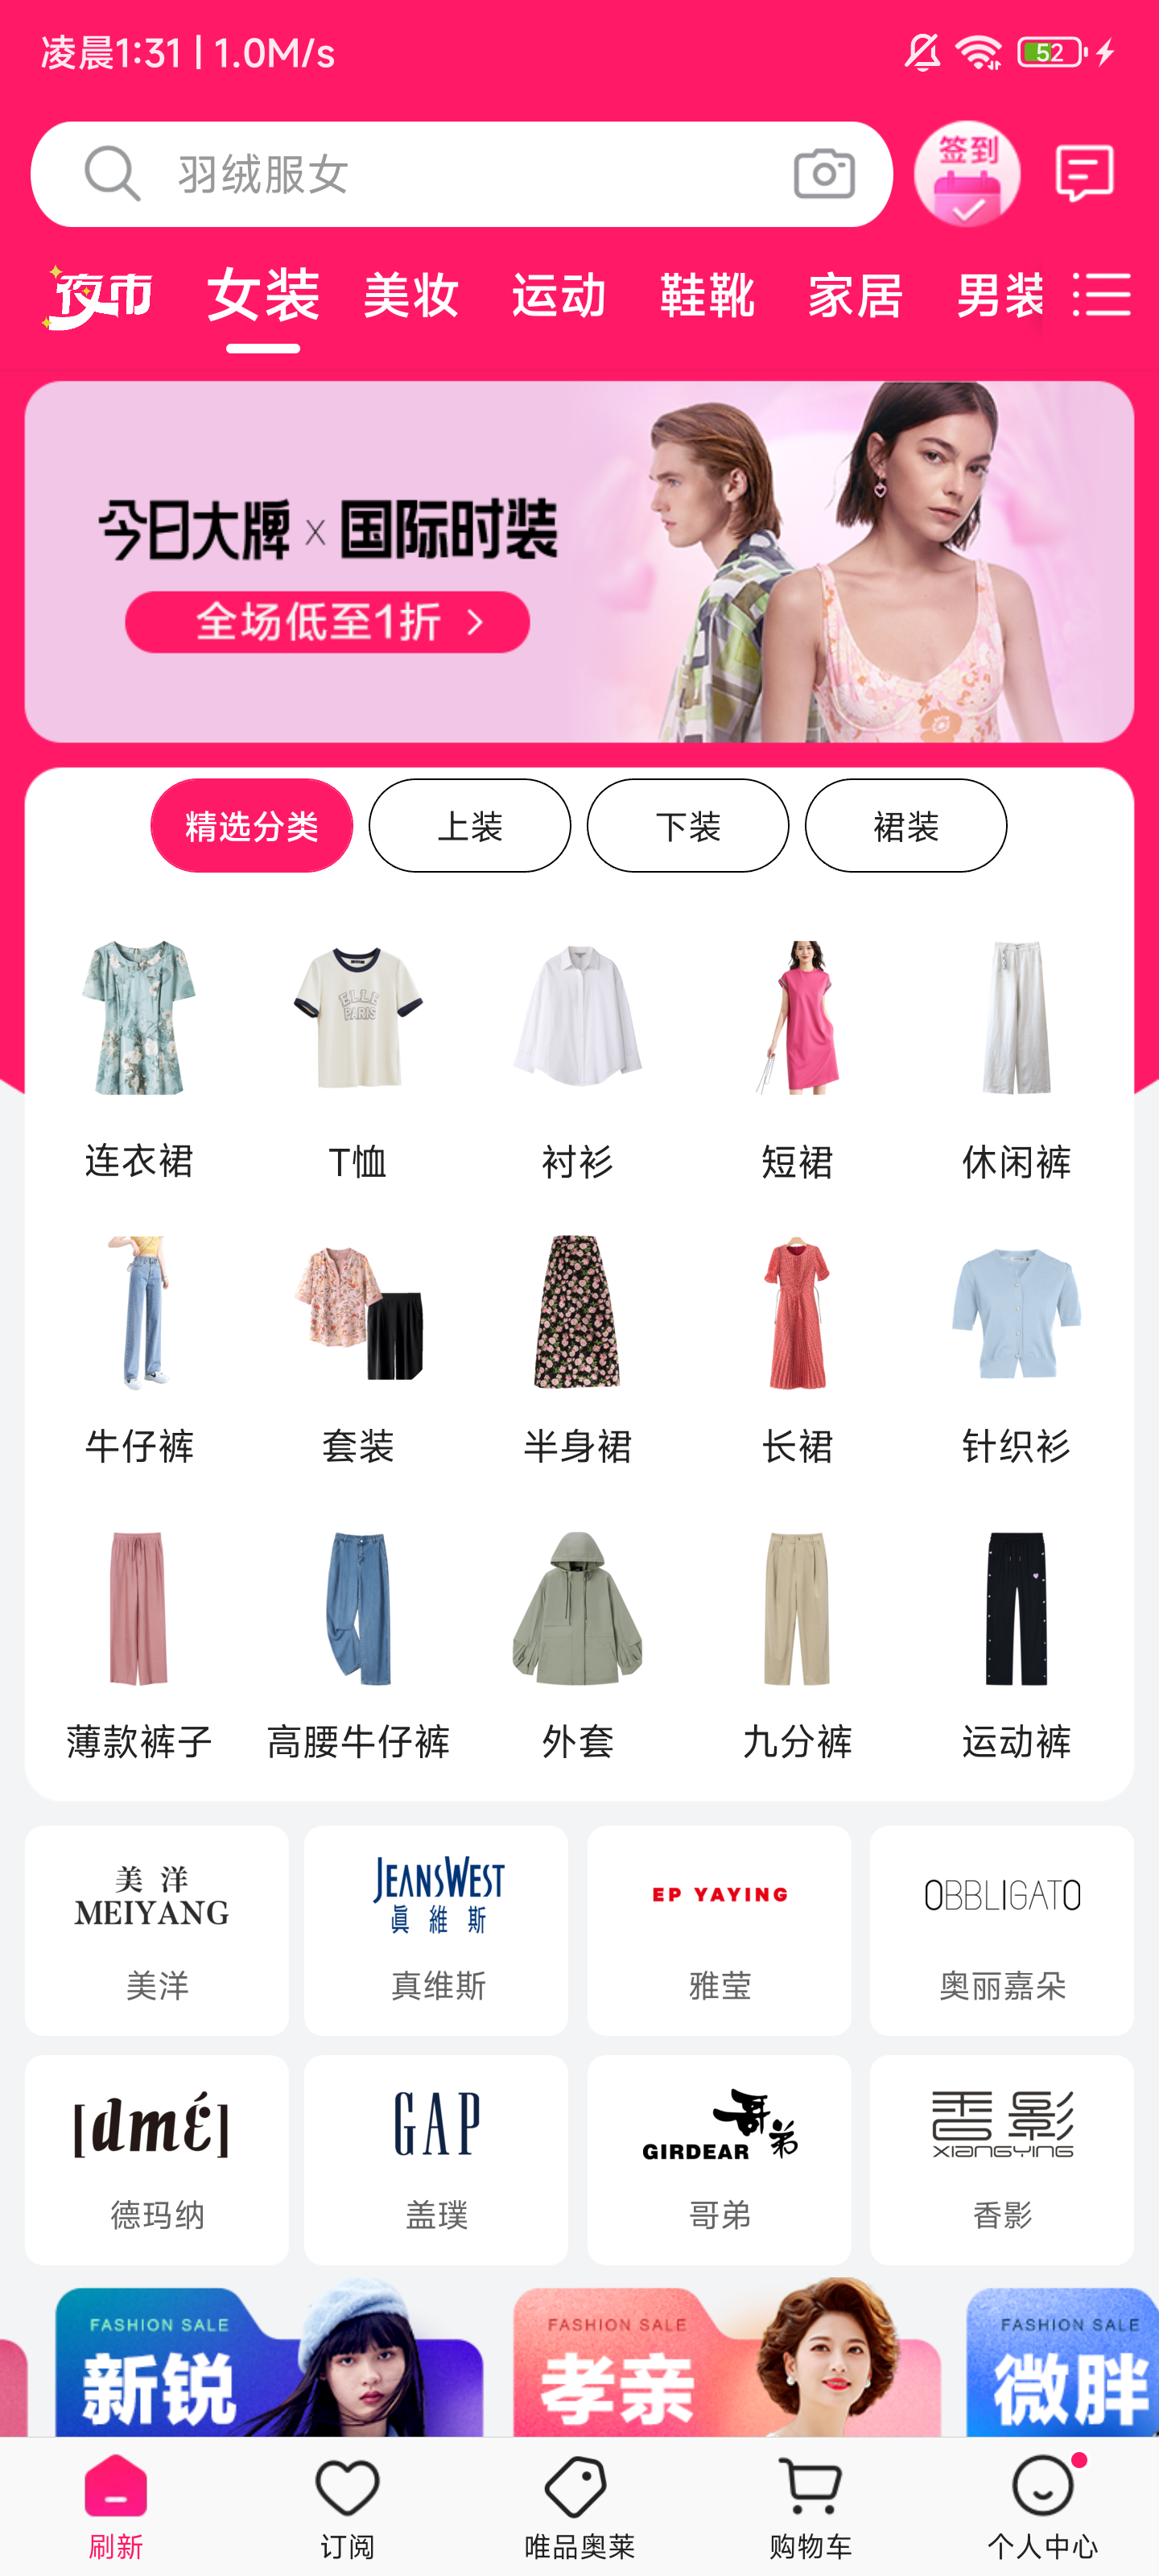 凌晨1:31 | 1.0M/s
52
羽绒服女
签到
夜市 女装 美妆 运动 鞋靴 家居 男装
今日大牌 x 国际时装
全场低至1折 >
精选分类 上装 下装 裙装
ELLE
PARIS
连衣裙 T恤 衬衫 短裙 休闲裤
牛仔裤 套装 半身裙 长裙 针织衫
薄款裤子 高腰牛仔裤 外套 九分裤 运动裤
美洋
MEIYANG
美洋
JEANSWEST
真維斯
真维斯
EP YAYING
雅莹
OBBLIGATO
奥丽嘉朵
[dmé]
德玛纳
GAP
盖璞
GIRDEAR 哥弟
哥弟
香影
XIANGYING
香影
FASHION SALE
新锐
FASHION SALE
孝亲
FASHION SALE
微胖
刷新 订阅 唯品奥莱 购物车 个人中心